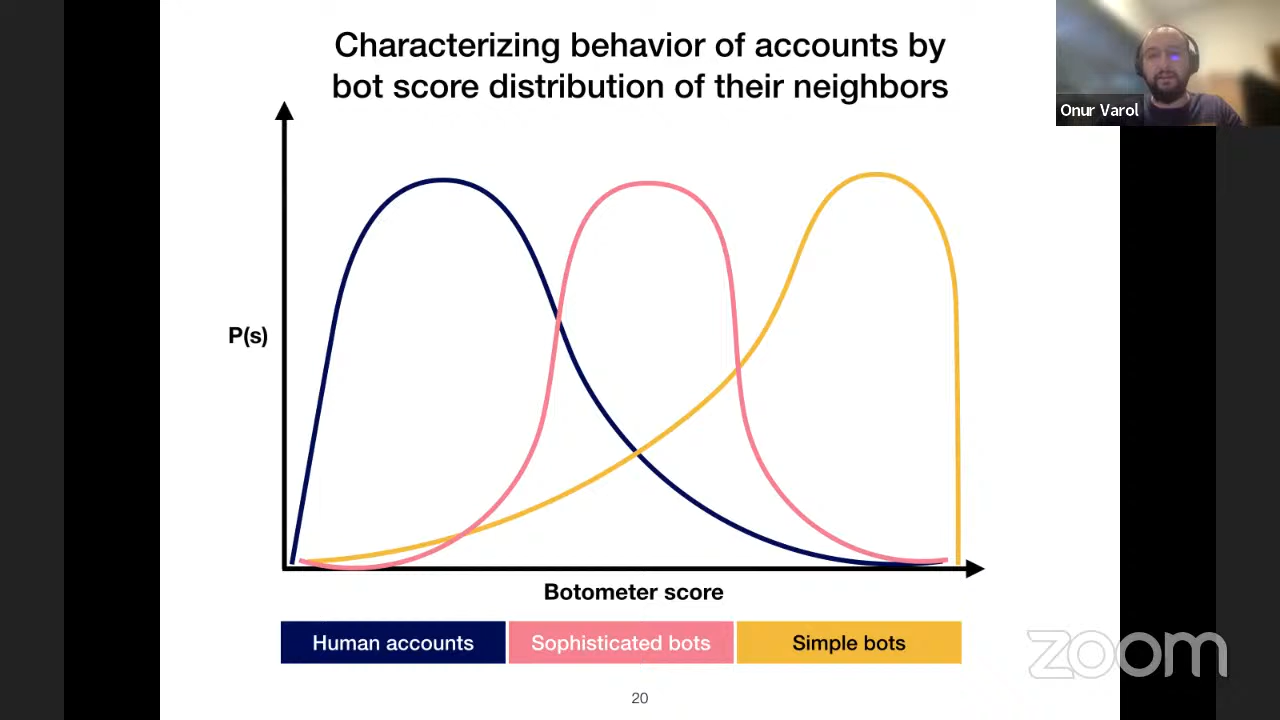 Characterizing behavior of accounts by
bot score distribution of their neighbors
Onur Varol
P(s)
Botometer score
Human accounts
Sophisticated bots
Simple bots
20
zoom